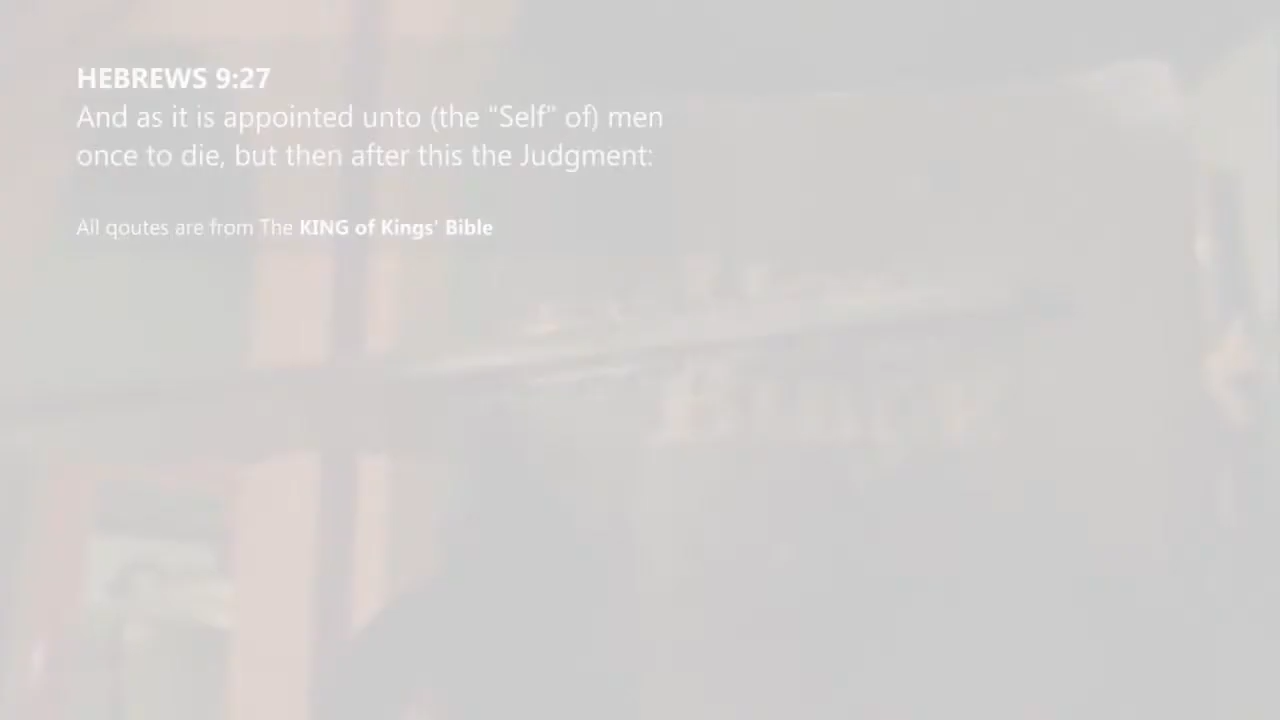 HEBREWS 9:27
And as it is appointed unto (the "Self" of) men
once to die, but then after this the Judgment:
All qoutes are from The KING of Kings' Bible